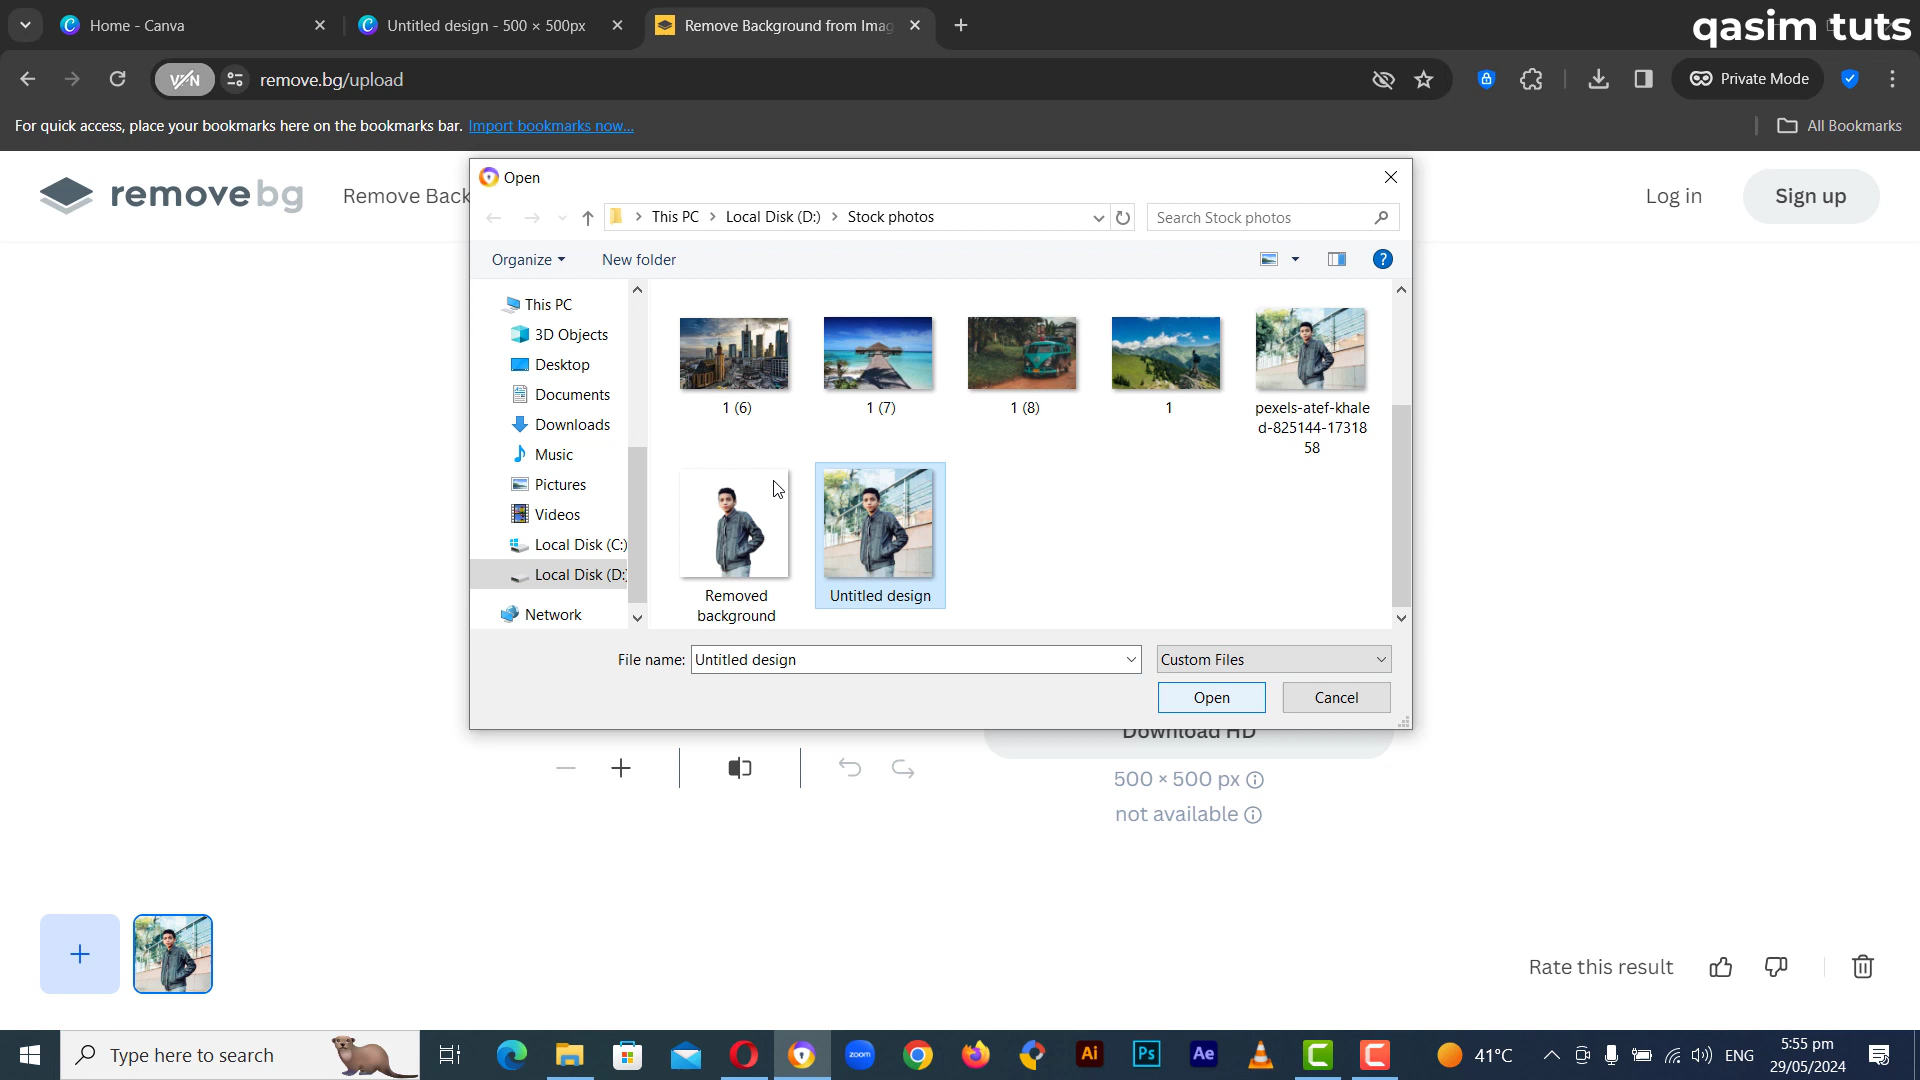 Home - Canva
Untitled design - 500 × 500px
Remove Background from Imag
qasim tuts
VPN
remove.bg/upload
Private Mode
For quick access, place your bookmarks here on the bookmarks bar. Import bookmarks now...
All Bookmarks
removebg
Remove Back
Log in
Sign up
Open
This PC > Local Disk (D:) > Stock photos
Search Stock photos
Organize
New folder
This PC
3D Objects
Desktop
Documents
Downloads
Music
Pictures
Videos
Local Disk (C:)
Local Disk (D:)
Network
1 (6)
1 (7)
1 (8)
1
pexels-atef-khale
d-825144-17318
58
Removed
background
Untitled design
File name:
Untitled design
Custom Files
Open
Cancel
Download HD
500 × 500 px
not available
Rate this result
Type here to search
zoom
Ai
Ps
Ae
41°C
ENG
5:55 pm
29/05/2024